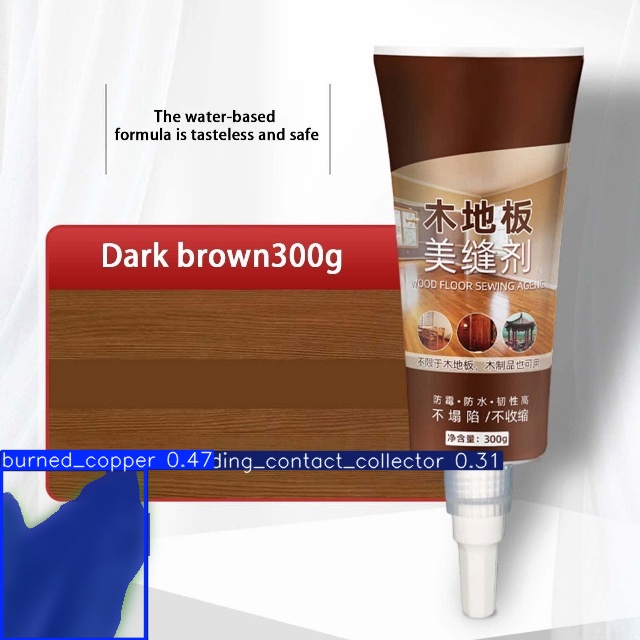 The water-based
formula is tasteless and safe
Dark brown300g
木地板
美缝剂
WOOD FLOOR SEWING AGENG
不限于木地板，木制品也可用
防霉·防水·韧性高
不塌陷/不收缩
净含量：300g
burned_copper 0.47
ding_contact_collector 0.31